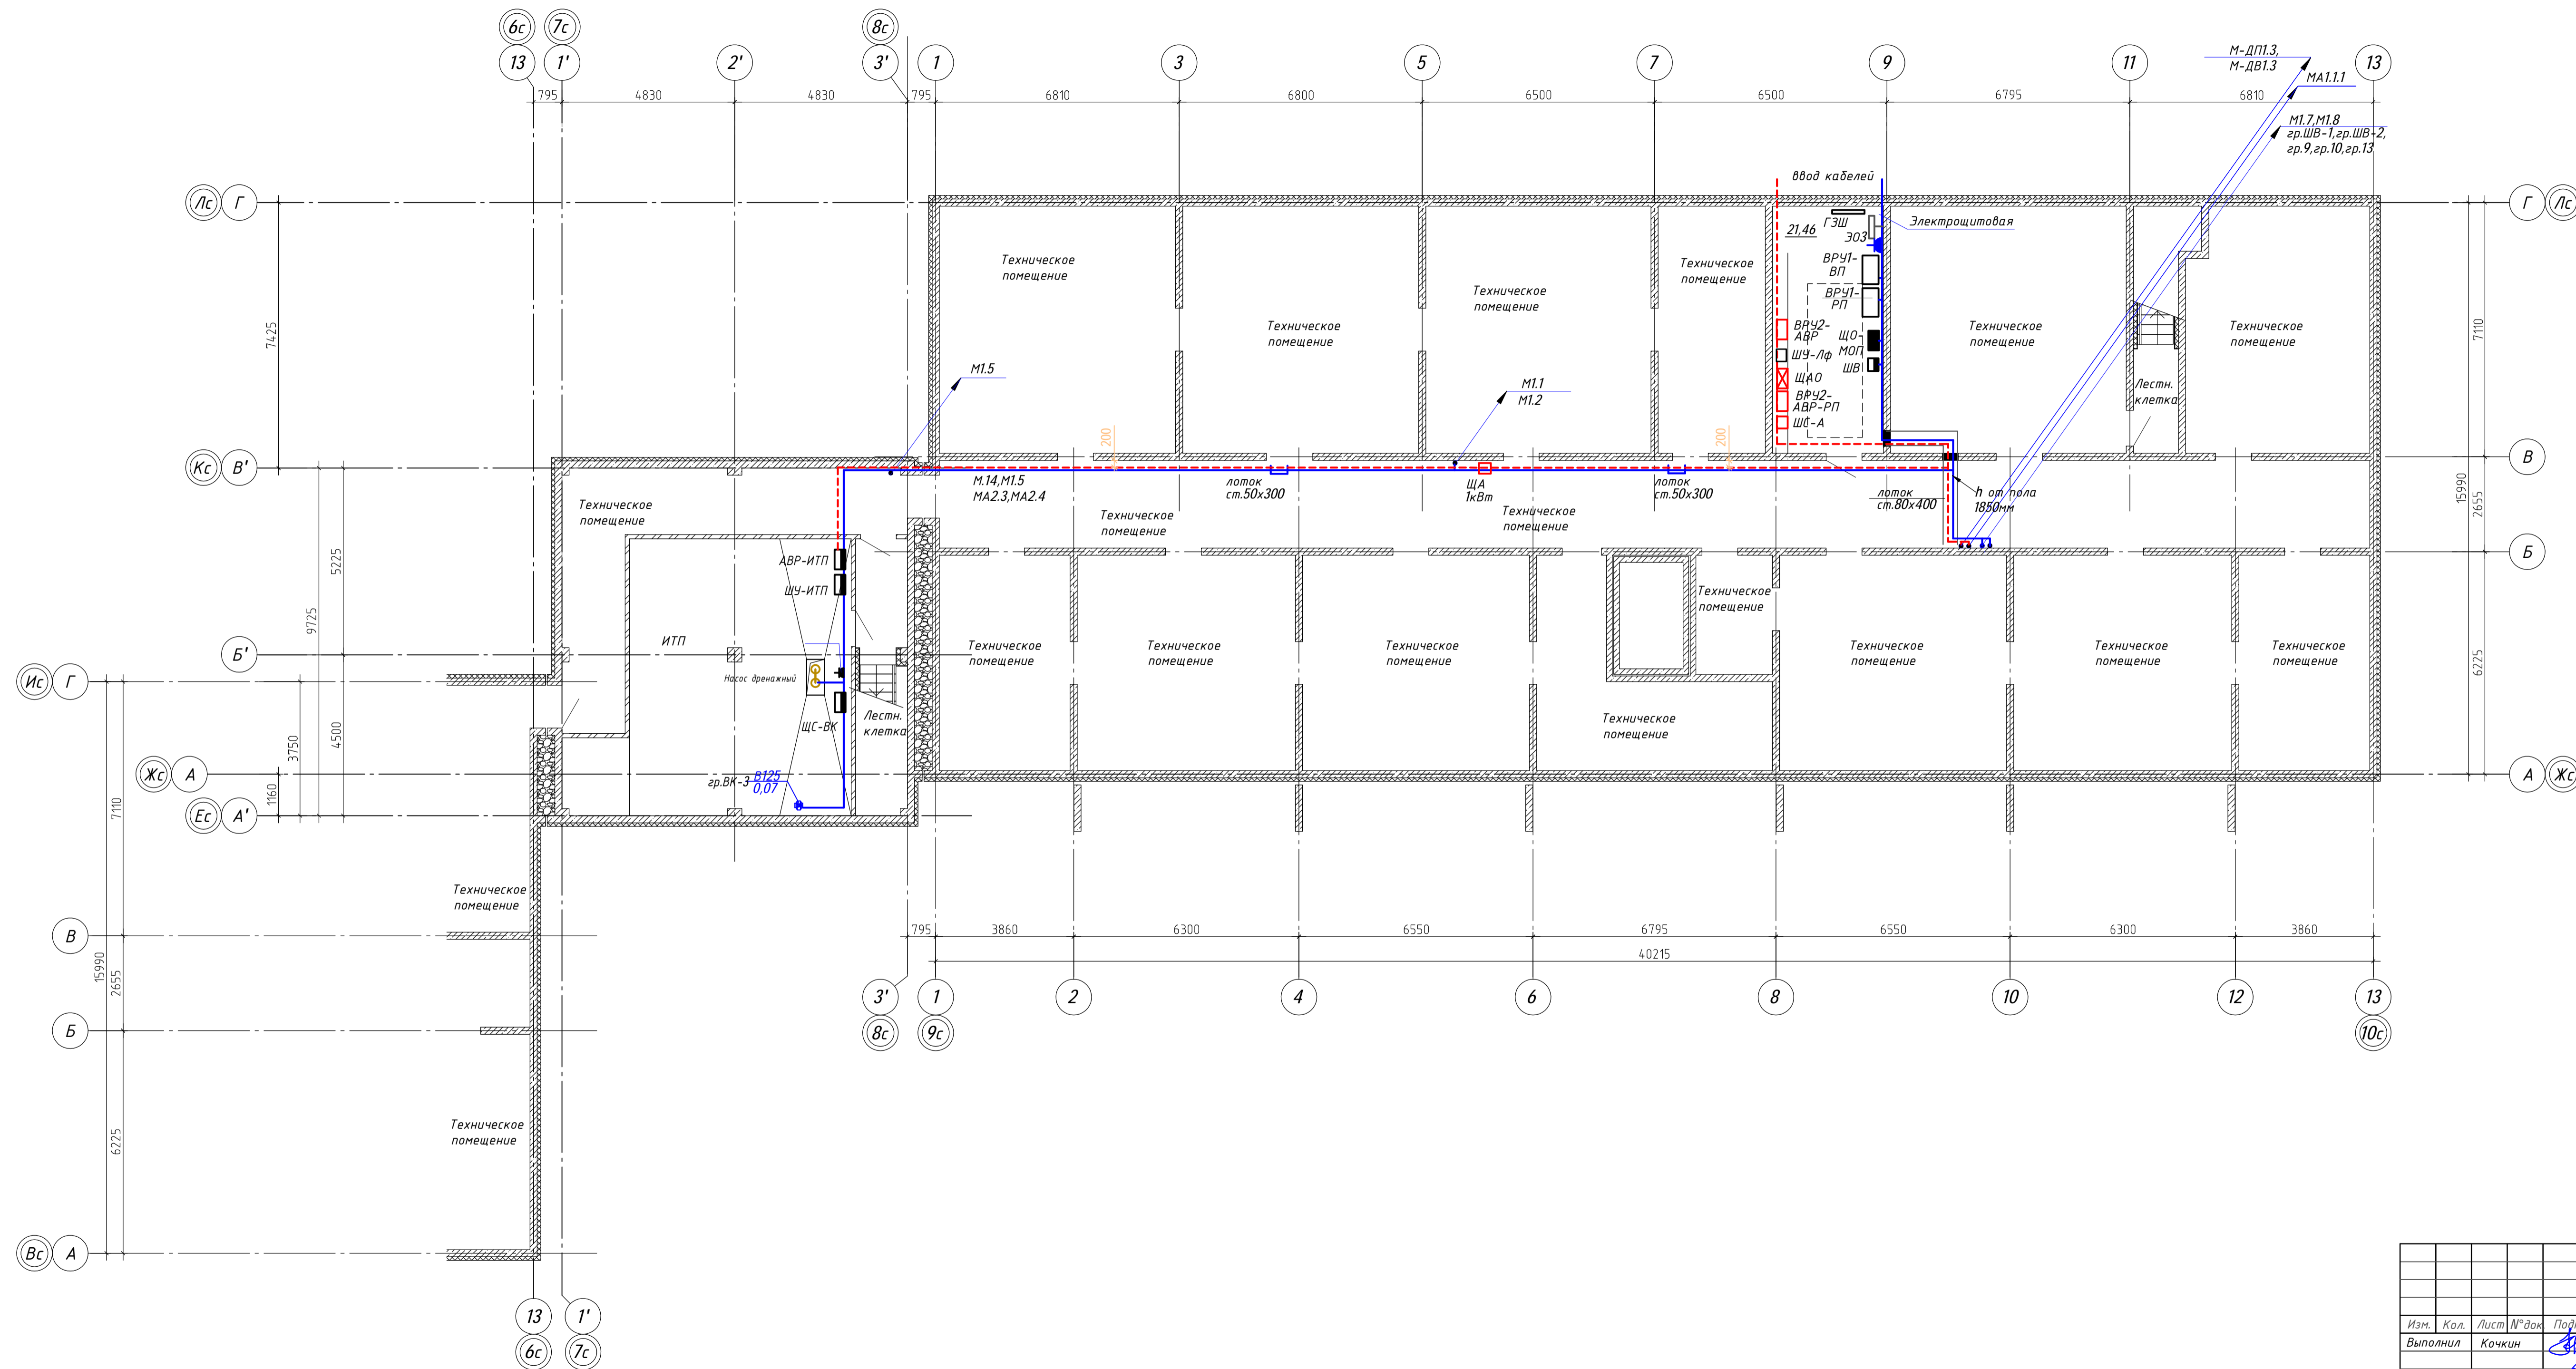 6с
7с
8с
13
1'
2'
3'
1
3
5
7
9
11
13
М-ДП1.3,
М-ДВ1.3
МА1.1.1
М1.7,М1.8
гр.ШВ-1,гр.ШВ-2,
гр.9,гр.10,гр.13
795
4830
4830
795
6810
6800
6500
6500
6795
6810
ввод кабелей
Лс
Г
Г
Лс
ГЗШ
ЭОЗ
Электрощитовая
21,46
Техническое
помещение
Техническое
помещение
Техническое
помещение
Техническое
помещение
Техническое
помещение
Техническое
помещение
ВРУ1-
ВП
ВРУ1-
РП
ВРУ2-
АВР
ЩО-
МОП
ШУ-Лф
ШВ
ЩАО
ВРУ2-
АВР-РП
ШС-А
Лестн.
клетка
7425
7110
М1.5
М1.1
М1.2
200
200
Кс
В'
В
М.14,М1.5
МА2.3,МА2.4
лоток
ст.50х300
ЩА
1кВт
лоток
ст.50х300
лоток
ст.80х400
h от пола
1850мм
15990
2655
Техническое
помещение
Техническое
помещение
Техническое
помещение
Б
АВР-ИТП
ШУ-ИТП
5225
9725
ИТП
Насос дренажный
ЩС-ВК
Лестн.
клетка
Б'
Ис
Г
Техническое
помещение
Техническое
помещение
Техническое
помещение
Техническое
помещение
Техническое
помещение
Техническое
помещение
Техническое
помещение
Техническое
помещение
6225
4500
3750
Жс
А
А
Жс
гр.ВК-3
В125
0,07
1160
7110
Ес
А'
Техническое
помещение
В
795
3860
6300
6550
6795
6550
6300
3860
40215
15990
2655
3'
1
2
4
6
8
10
12
13
8с
9с
10с
Б
6225
Техническое
помещение
Вс
А
13
1'
6с
7с
Изм.
Кол.
Лист
№док
Выполнил
Кочкин